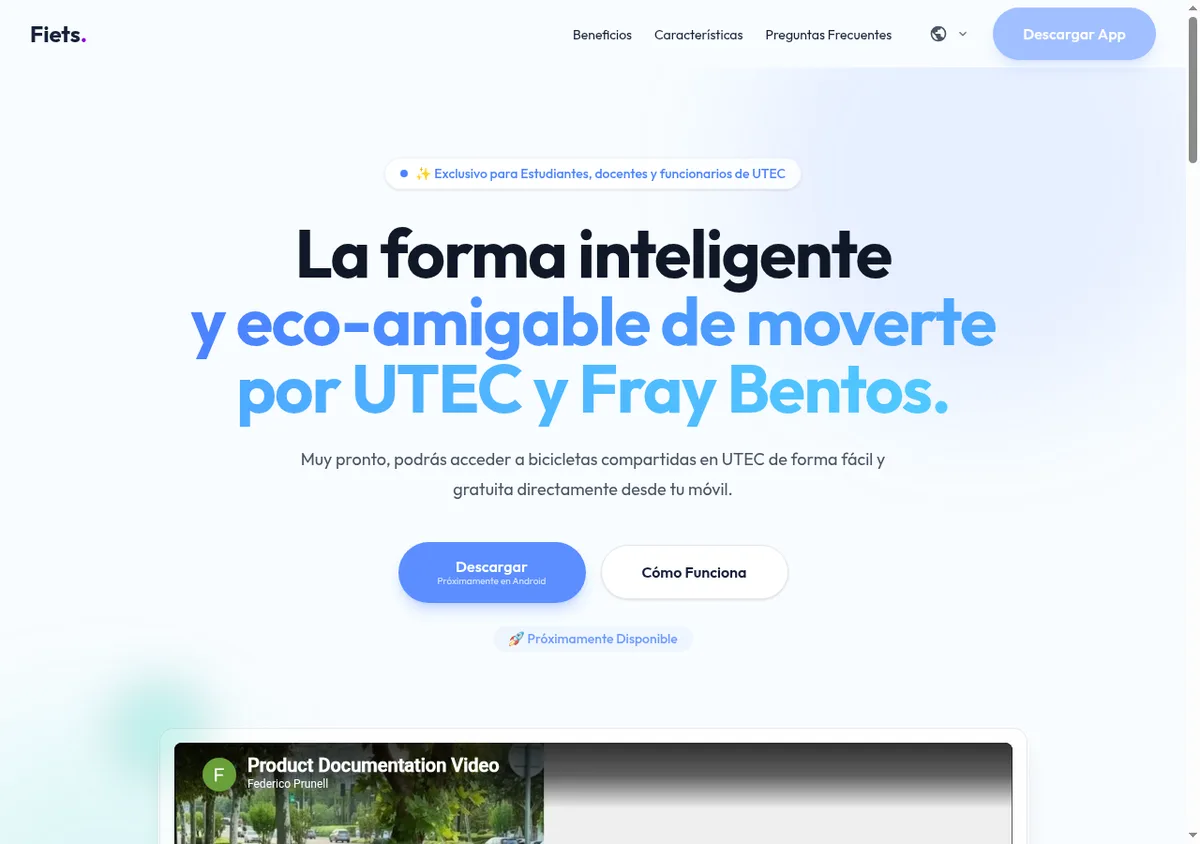 Fiets.
Beneficios
Características
Preguntas Frecuentes
Descargar App
✨ Exclusivo para Estudiantes, docentes y funcionarios de UTEC
La forma inteligente
y eco-amigable de moverte
por UTEC y Fray Bentos.
Muy pronto, podrás acceder a bicicletas compartidas en UTEC de forma fácil y
gratuita directamente desde tu móvil.
Descargar
Próximamente en Android
Cómo Funciona
🚀 Próximamente Disponible
F
Product Documentation Video
Federico Prunell